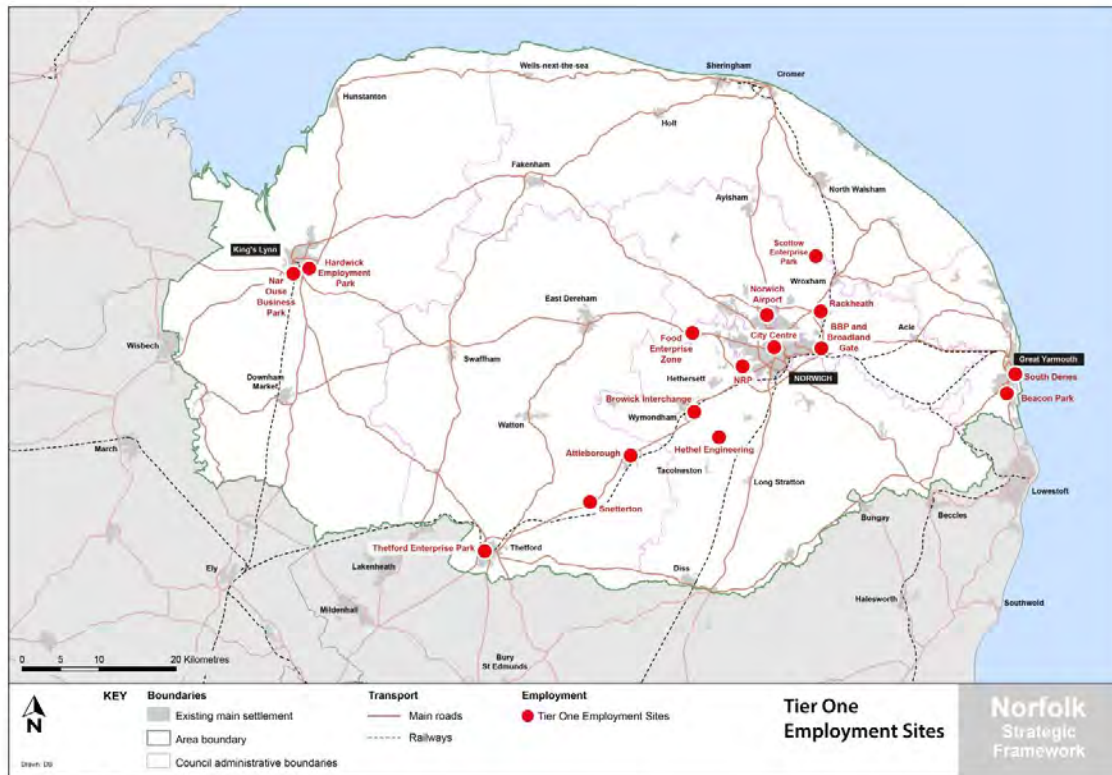 Wells-next-the-sea
Sheringham
Cromer
Hunstanton
Holt
Fakenham
North Walsham
Aylsham
King's Lynn
Hardwick
Employment
Park
Nar
Ouse
Business
Park
Scottow
Enterprise
Park
Wroxham
Norwich
Airport
Rackheath
East Dereham
City Centre
BBP and
Broadland
Gate
Acle
Food
Enterprise
Zone
Wisbech
Swaffham
Great Yarmouth
South Denes
Beacon Park
Hethersett
NRP
NORWICH
Downham
Market
Browick Interchange
Wymondham
Watton
March
Attleborough
Hethel Engineering
Tacolneston
Long Stratton
Lowestoft
Snetterton
Bungay
Beccles
Thetford Enterprise Park
Thetford
Ely
Lakenheath
Diss
Mildenhall
Halesworth
Southwold
Bury
St Edmunds
0 5 10 20 Kilometres
N
Drawn: DB
KEY
Boundaries
Existing main settlement
Area boundary
Council administrative boundaries
Transport
Main roads
Railways
Employment
Tier One Employment Sites
Tier One
Employment Sites
Norfolk
Strategic
Framework